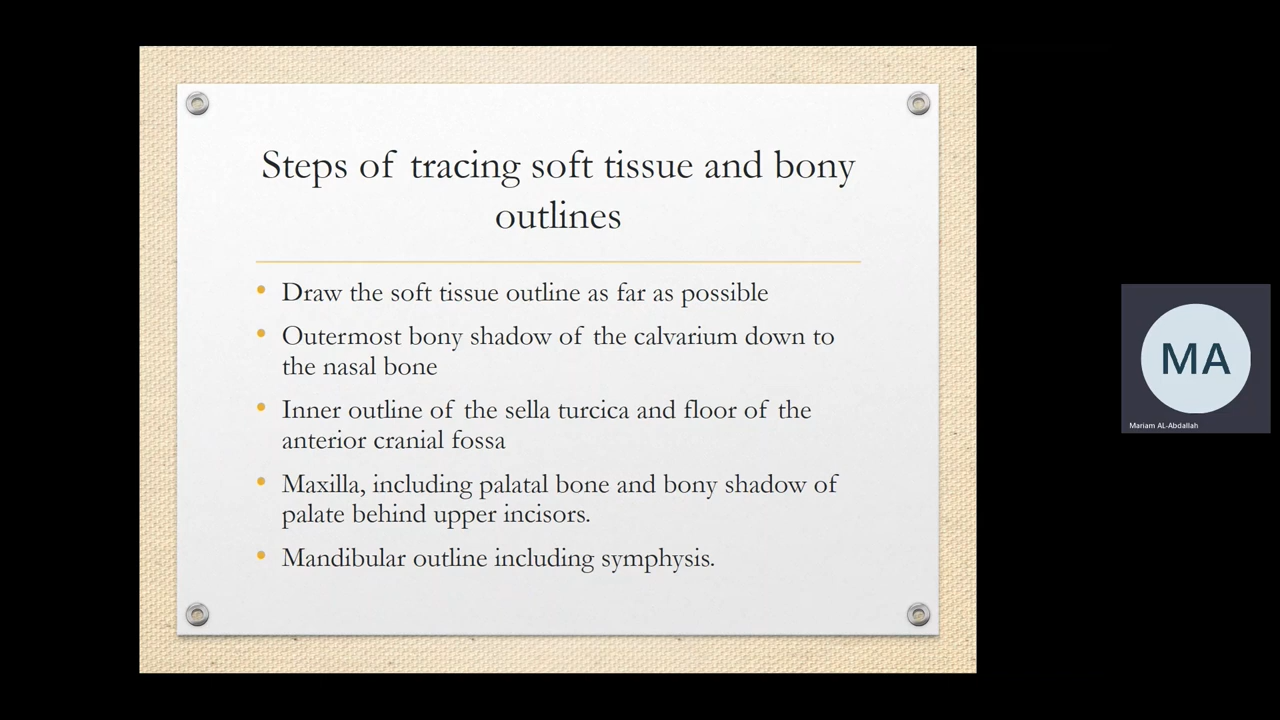 Steps of tracing soft tissue and bony
outlines
• Draw the soft tissue outline as far as possible
• Outermost bony shadow of the calvarium down to
the nasal bone
• Inner outline of the sella turcica and floor of the
anterior cranial fossa
• Maxilla, including palatal bone and bony shadow of
palate behind upper incisors.
• Mandibular outline including symphysis.
MA
Mariam AL-Abdallah